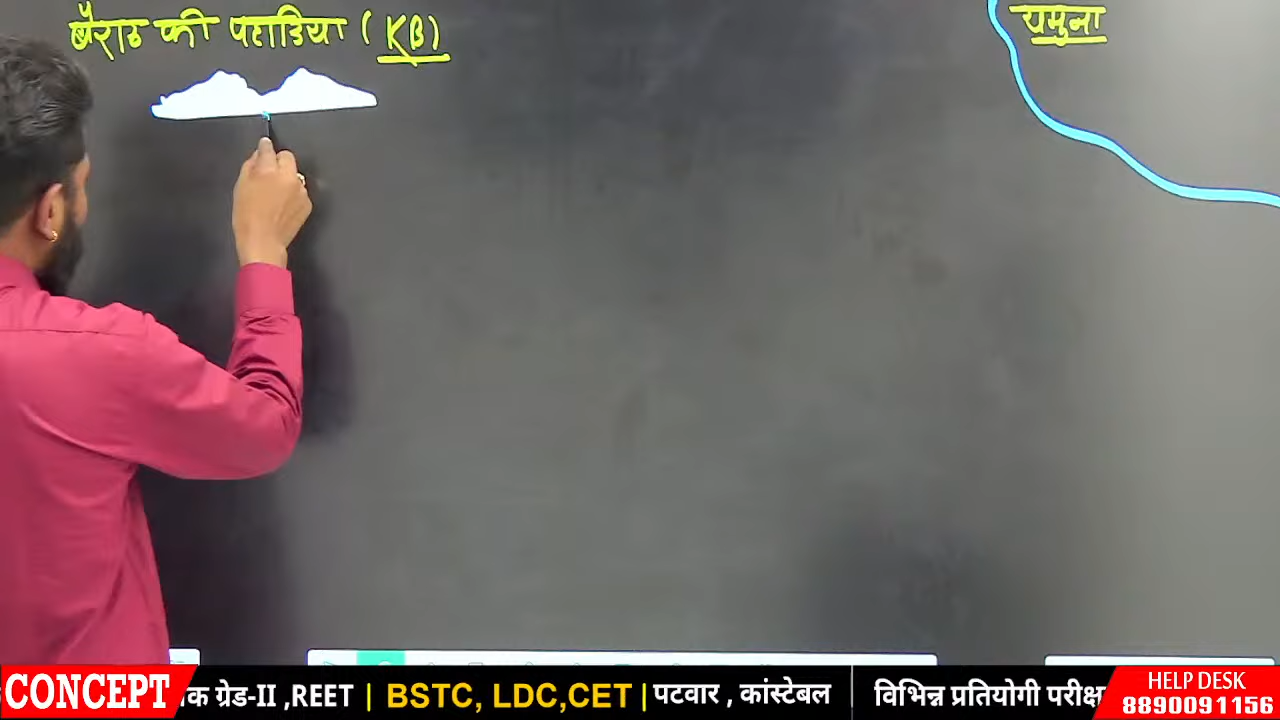 बैराठ की पहाडिया ( KB )
यमुना
CONCEPT
क ग्रेड-II ,REET | BSTC, LDC,CET | पटवार , कांस्टेबल
विभिन्न प्रतियोगी परीक्ष
HELP DESK
8890091156